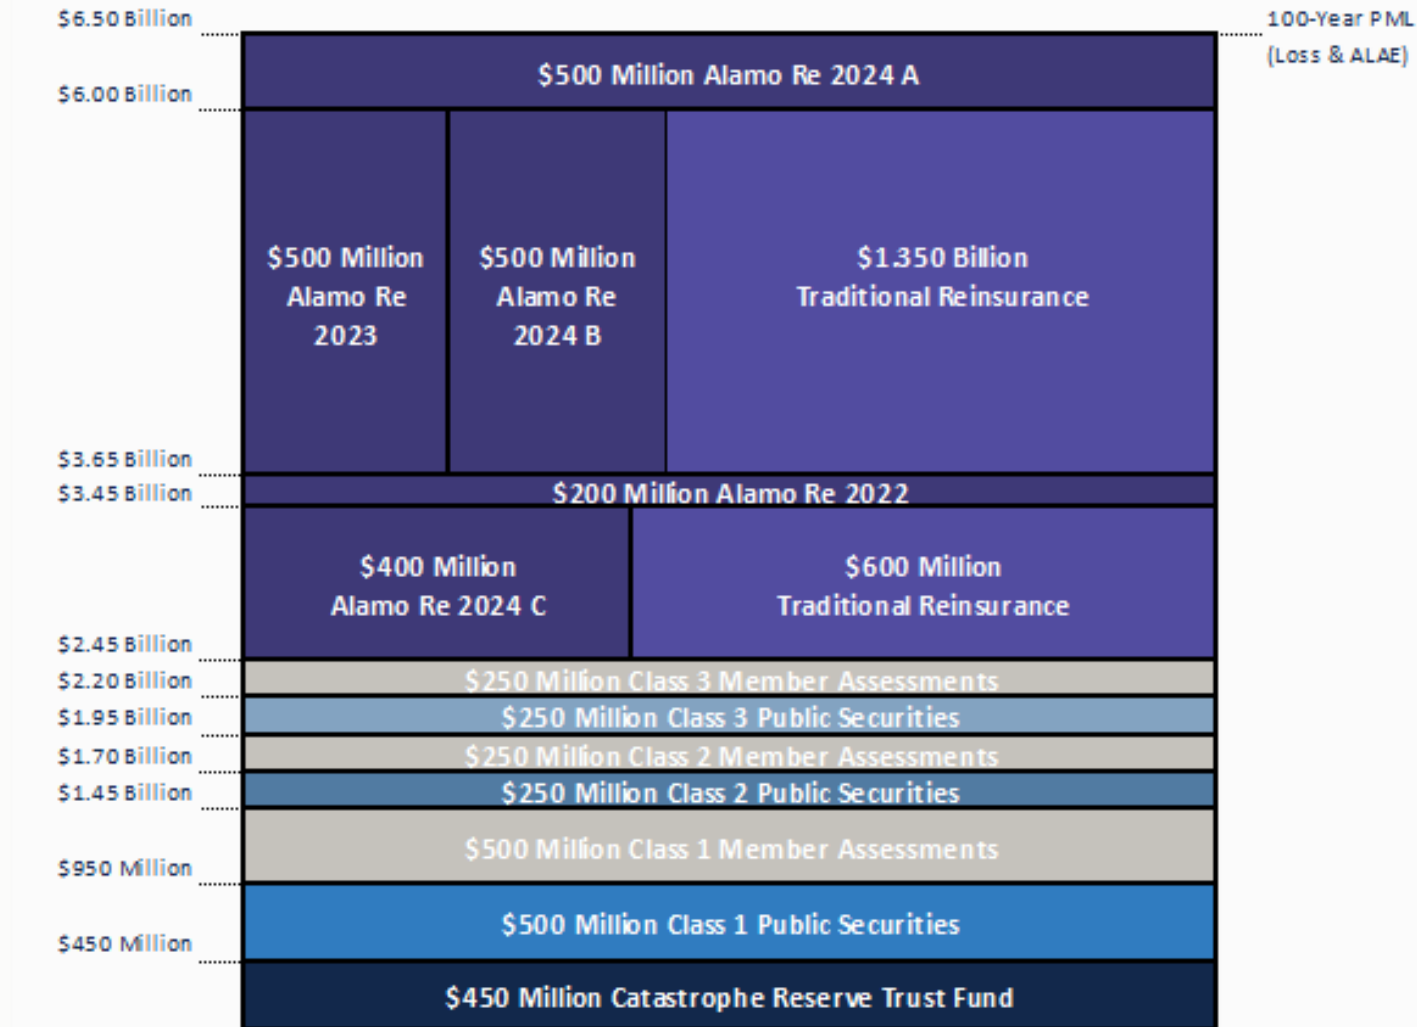 $6.50 Billion
100-Year PML
(Loss & ALAE)
$500 Million Alamo Re 2024 A
$6.00 Billion
$500 Million
Alamo Re
2023
$500 Million
Alamo Re
2024 B
$1.350 Billion
Traditional Reinsurance
$3.65 Billion
$200 Million Alamo Re 2022
$3.45 Billion
$400 Million
Alamo Re 2024 C
$600 Million
Traditional Reinsurance
$2.45 Billion
$250 Million Class 3 Member Assessments
$2.20 Billion
$250 Million Class 3 Public Securities
$1.95 Billion
$250 Million Class 2 Member Assessments
$1.70 Billion
$250 Million Class 2 Public Securities
$1.45 Billion
$500 Million Class 1 Member Assessments
$950 Million
$500 Million Class 1 Public Securities
$450 Million
$450 Million Catastrophe Reserve Trust Fund